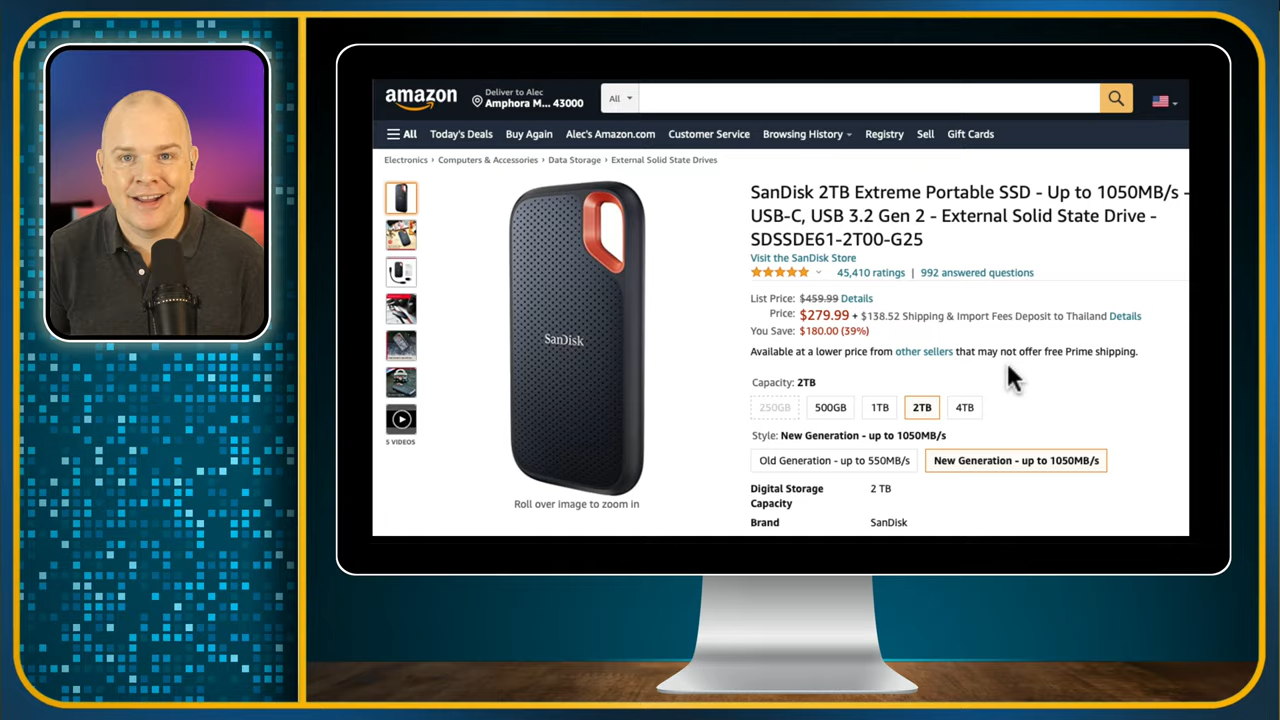 amazon
Deliver to Alec
Amphora M... 43000
All
All
Today's Deals
Buy Again
Alec's Amazon.com
Customer Service
Browsing History
Registry
Sell
Gift Cards
Electronics › Computers & Accessories › Data Storage › External Solid State Drives
SanDisk 2TB Extreme Portable SSD - Up to 1050MB/s -
USB-C, USB 3.2 Gen 2 - External Solid State Drive -
SDSSDE61-2T00-G25
Visit the SanDisk Store
45,410 ratings | 992 answered questions
List Price: $459.99 Details
Price: $279.99 + $138.52 Shipping & Import Fees Deposit to Thailand Details
You Save: $180.00 (39%)
Available at a lower price from other sellers that may not offer free Prime shipping.
Capacity: 2TB
250GB
500GB
1TB
2TB
4TB
Style: New Generation - up to 1050MB/s
Old Generation - up to 550MB/s
New Generation - up to 1050MB/s
Digital Storage Capacity
2 TB
Brand
SanDisk
SanDisk
5 VIDEOS
Roll over image to zoom in